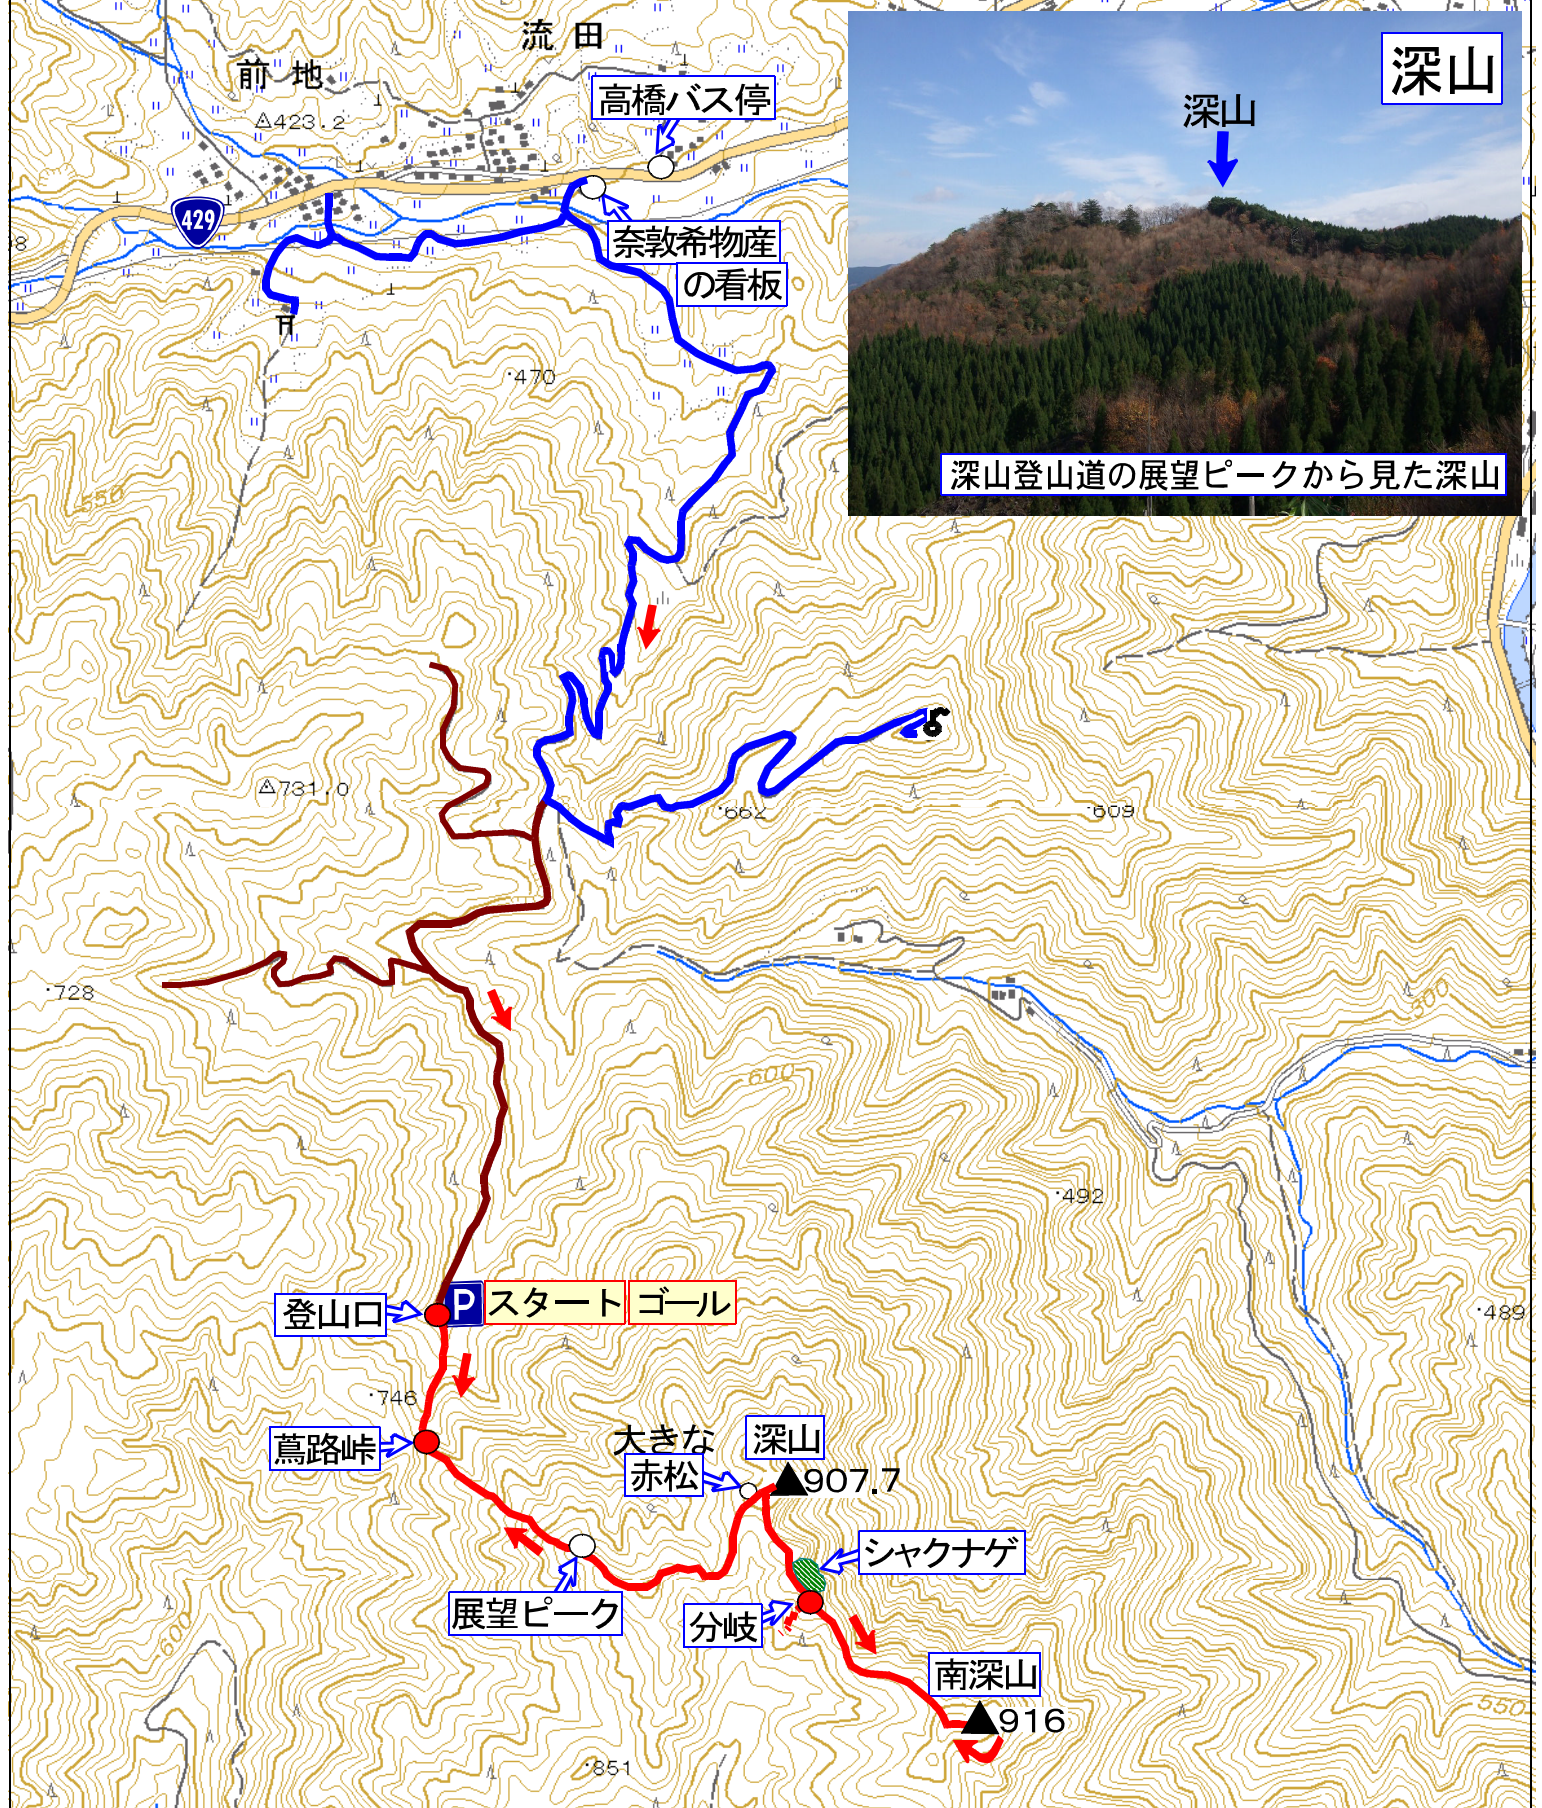 流田
前地
高橋バス停
423.2
429
奈敦希物産
の看板
深山
深山
深山登山道の展望ピークから見た深山
470
550
731.0
662
609
728
600
300
492
登山口
P
スタート
ゴール
489
746
蔦路峠
大きな
赤松
深山
907.7
シャクナゲ
展望ピーク
分岐
南深山
916
600
550
851